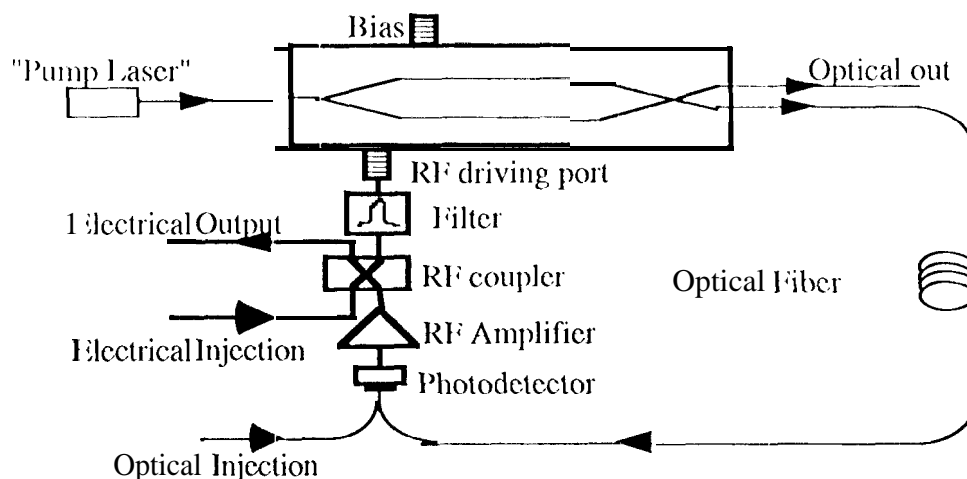 Bias
"Pump Laser"
Optical out
RF driving port
Filter
Electrical Output
RF coupler
Optical Fiber
RF Amplifier
Electrical Injection
Photodetector
Optical Injection